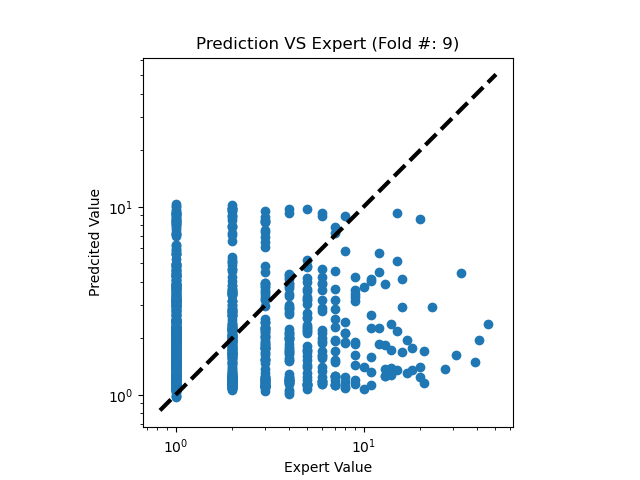 Prediction VS Expert (Fold #: 9)
10¹
10⁰
Predcited Value
10⁰ 10¹
Expert Value